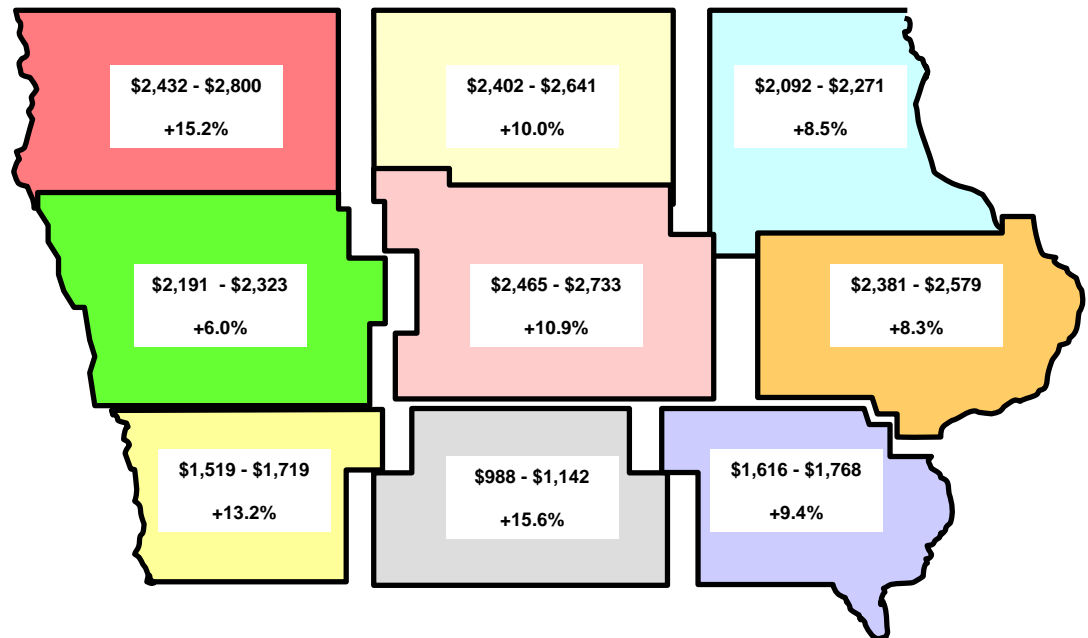 $2,432 - $2,800
+15.2%
$2,402 - $2,641
+10.0%
$2,092 - $2,271
+8.5%
$2,191 - $2,323
+6.0%
$2,465 - $2,733
+10.9%
$2,381 - $2,579
+8.3%
$1,519 - $1,719
+13.2%
$988 - $1,142
+15.6%
$1,616 - $1,768
+9.4%